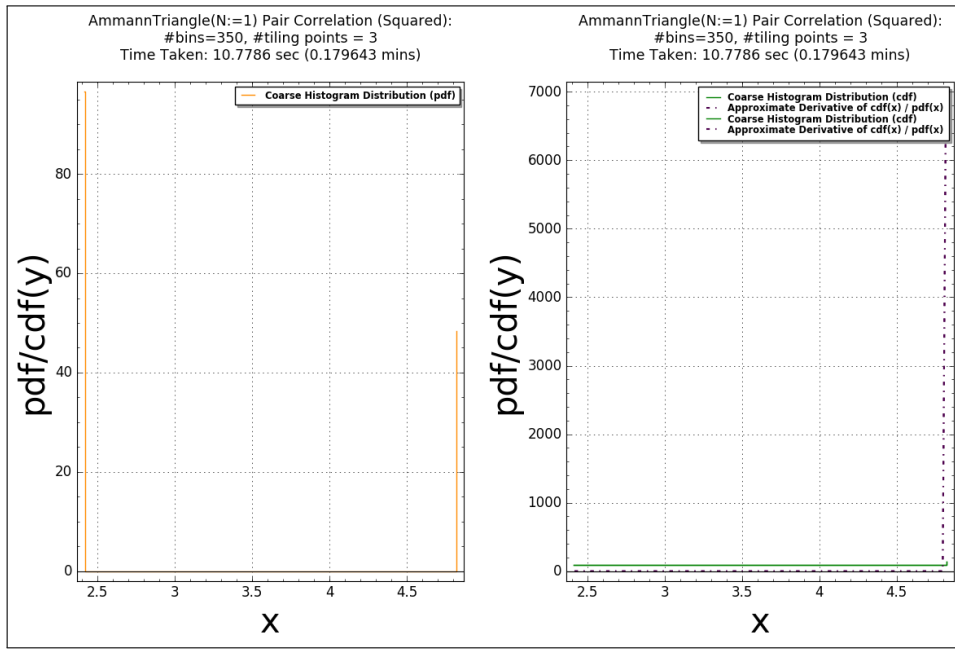 AmmannTriangle(N:=1) Pair Correlation (Squared):
#bins=350, #tiling points = 3
Time Taken: 10.7786 sec (0.179643 mins)
Coarse Histogram Distribution (pdf)
80
60
40
20
0
pdf/cdf(y)
2.5 3 3.5 4 4.5
x
AmmannTriangle(N:=1) Pair Correlation (Squared):
#bins=350, #tiling points = 3
Time Taken: 10.7786 sec (0.179643 mins)
Coarse Histogram Distribution (cdf)
Approximate Derivative of cdf(x) / pdf(x)
Coarse Histogram Distribution (cdf)
Approximate Derivative of cdf(x) / pdf(x)
7000
6000
5000
4000
3000
2000
1000
0
pdf/cdf(y)
2.5 3 3.5 4 4.5
x